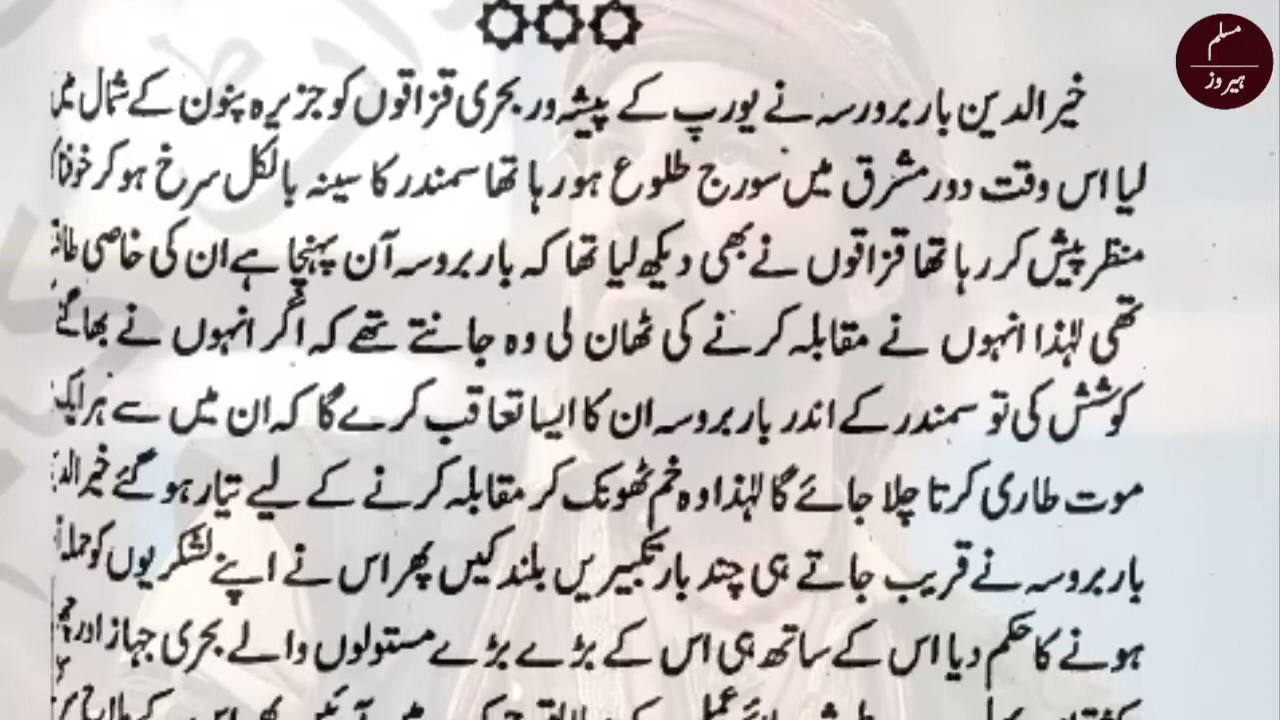 مسلم
ہیروز
خیرالدین باربرورسہ نے یورپ کے پیشہ ور بحری قزاقوں کو جزیرہ پنون کے شمال میں
لیا اس وقت دور مشرق میں سورج طلوع ہو رہا تھا سمندر کا سینہ بالکل سرخ ہو کر
منظر پیش کر رہا تھا قزاقوں نے بھی دیکھ لیا تھا کہ باربروسہ آن پہنچا ہے ان کی خاصی
تھی لہٰذا انہوں نے مقابلہ کرنے کی ٹھان لی وہ جانتے تھے کہ اگر انہوں نے بھاگنے
کوشش کی تو سمندر کے اندر باربروسہ ان کا ایسا تعاقب کرے گا کہ ان میں سے ہر ایک
موت طاری کرتا چلا جائے گا لہٰذا وہ خم ٹھونک کر مقابلہ کرنے کے لیے تیار ہو گئے
باربروسہ نے قریب جاتے ہی چند بار تکبیریں بلند کیں پھر اس نے اپنے لشکریوں کو حملہ
ہونے کا حکم دیا اس کے ساتھ ہی اس کے بڑے بڑے مستولوں والے بحری جہاز اور